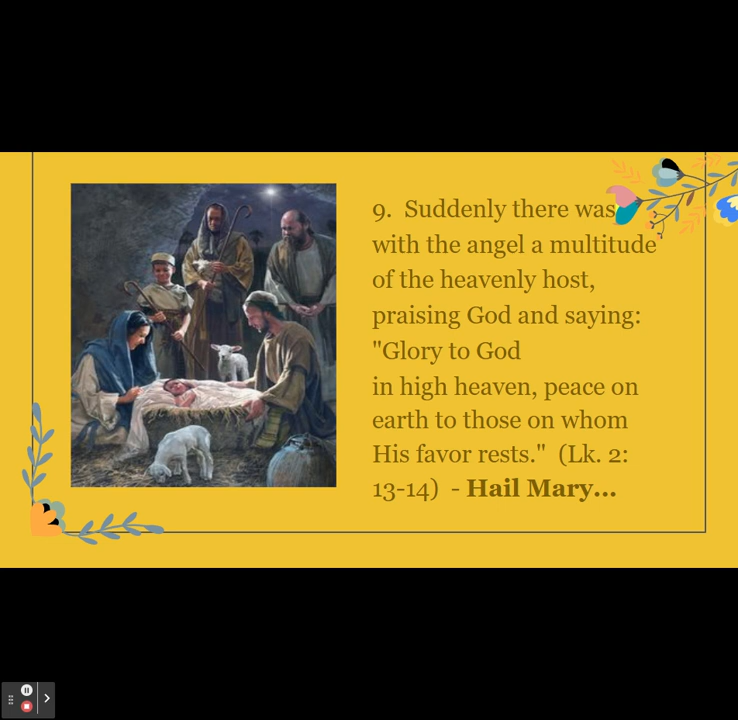 9. Suddenly there was
with the angel a multitude
of the heavenly host,
praising God and saying:
"Glory to God
in high heaven, peace on
earth to those on whom
His favor rests." (Lk. 2:
13-14) - Hail Mary...